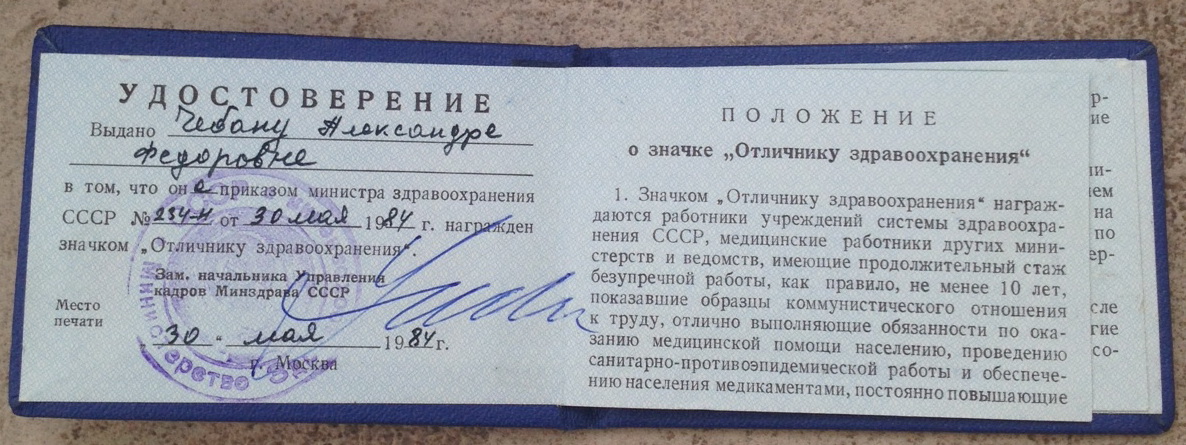 УДОСТОВЕРЕНИЕ
Выдано Чебану Александре
Федоровне
в том, что она приказом министра здравоохранения
СССР № 234-н от 30 мая 1984 г. награжден
значком „Отличнику здравоохранения“.
Зам. начальника Управления
кадров Минздрава СССР
Место
печати
30 - мая 1984 г.
г. Москва
ПОЛОЖЕНИЕ
о значке „Отличнику здравоохранения“
1. Значком „Отличнику здравоохранения“ награж-
даются работники учреждений системы здравоохра-
нения СССР, медицинские работники других мини-
стерств и ведомств, имеющие продолжительный стаж
безупречной работы, как правило, не менее 10 лет,
показавшие образцы коммунистического отношения
к труду, отлично выполняющие обязанности по ока-
занию медицинской помощи населению, проведению
санитарно-противоэпидемической работы и обеспече-
нию населения медикаментами, постоянно повышающие